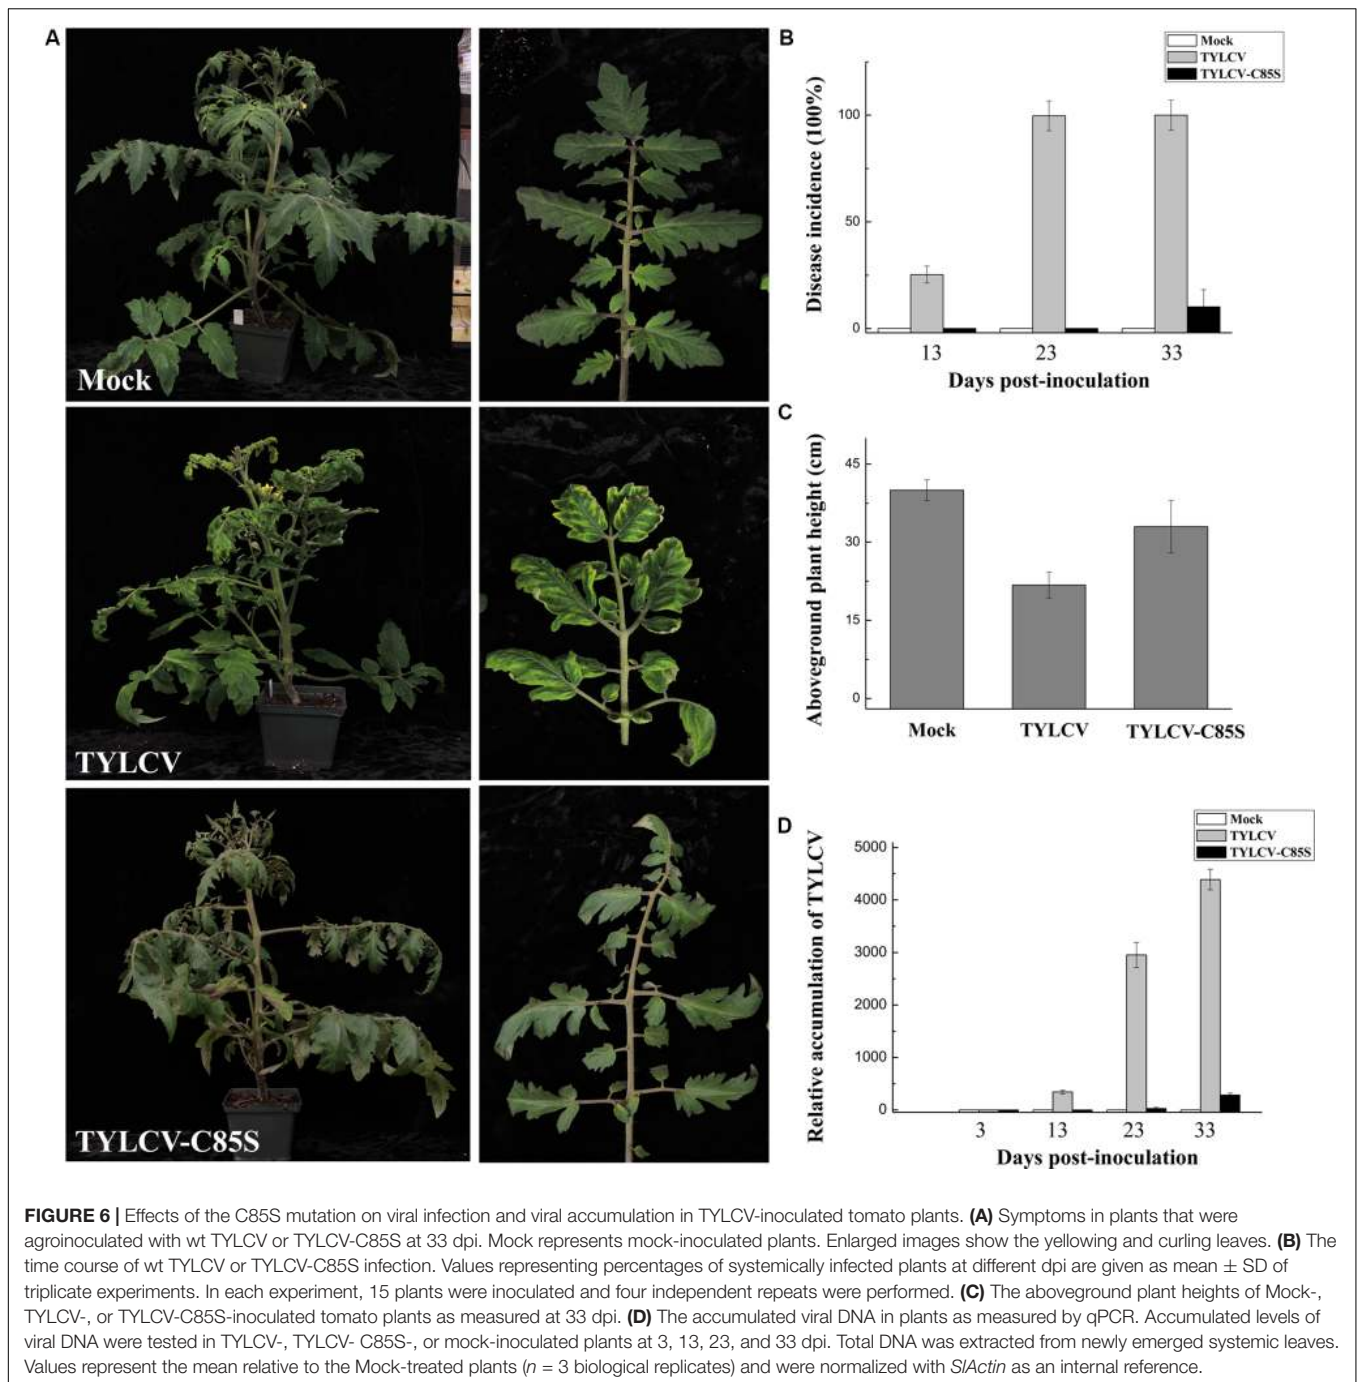 A
Mock
TYLCV
TYLCV-C85S
B
Mock
TYLCV
TYLCV-C85S
Disease incidence (100%)
100
50
0
13 23 33
Days post-inoculation
C
Aboveground plant height (cm)
45
30
15
0
Mock TYLCV TYLCV-C85S
D
Mock
TYLCV
TYLCV-C85S
Relative accumulation of TYLCV
5000
4000
3000
2000
1000
0
3 13 23 33
Days post-inoculation
FIGURE 6 | Effects of the C85S mutation on viral infection and viral accumulation in TYLCV-inoculated tomato plants. (A) Symptoms in plants that were
agroinoculated with wt TYLCV or TYLCV-C85S at 33 dpi. Mock represents mock-inoculated plants. Enlarged images show the yellowing and curling leaves. (B) The
time course of wt TYLCV or TYLCV-C85S infection. Values representing percentages of systemically infected plants at different dpi are given as mean ± SD of
triplicate experiments. In each experiment, 15 plants were inoculated and four independent repeats were performed. (C) The aboveground plant heights of Mock-,
TYLCV-, or TYLCV-C85S-inoculated tomato plants as measured at 33 dpi. (D) The accumulated viral DNA in plants as measured by qPCR. Accumulated levels of
viral DNA were tested in TYLCV-, TYLCV- C85S-, or mock-inoculated plants at 3, 13, 23, and 33 dpi. Total DNA was extracted from newly emerged systemic leaves.
Values represent the mean relative to the Mock-treated plants (n = 3 biological replicates) and were normalized with SlActin as an internal reference.